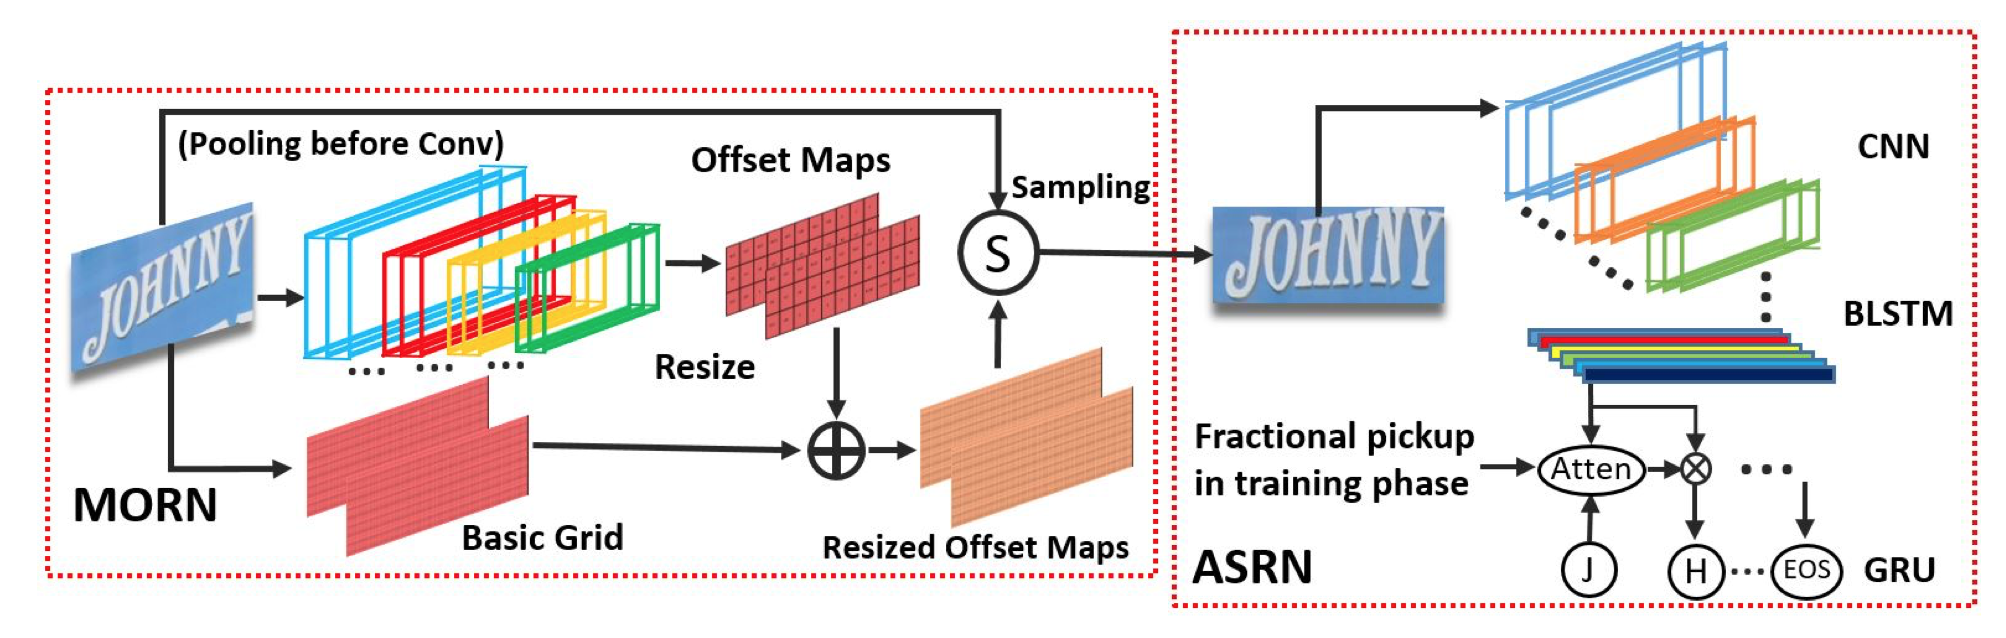 (Pooling before Conv)
Offset Maps
Sampling
JOHNNY
S
JOHNNY
Resize
MORN
Basic Grid
Resized Offset Maps
CNN
BLSTM
Fractional pickup
in training phase
Atten
ASRN
J
H
EOS
GRU